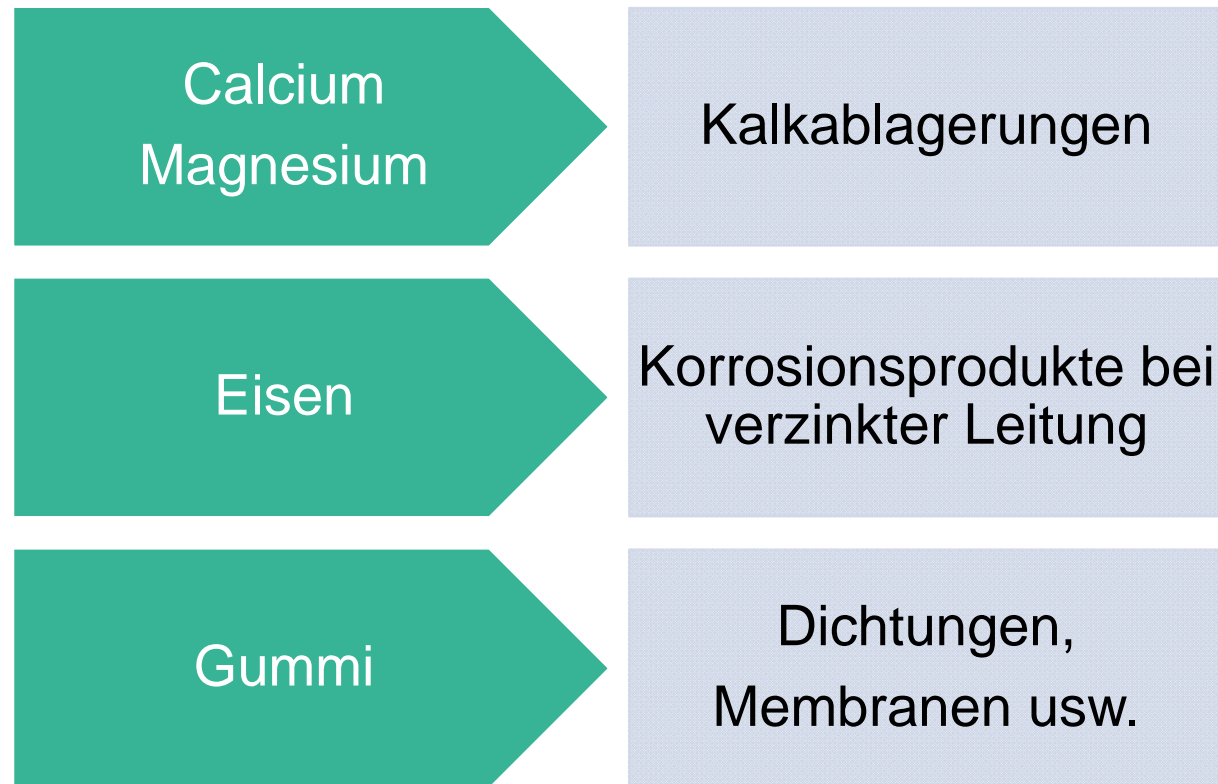 Calcium
Magnesium
Kalkablagerungen
Eisen
Korrosionsprodukte bei
verzinkter Leitung
Gummi
Dichtungen,
Membranen usw.